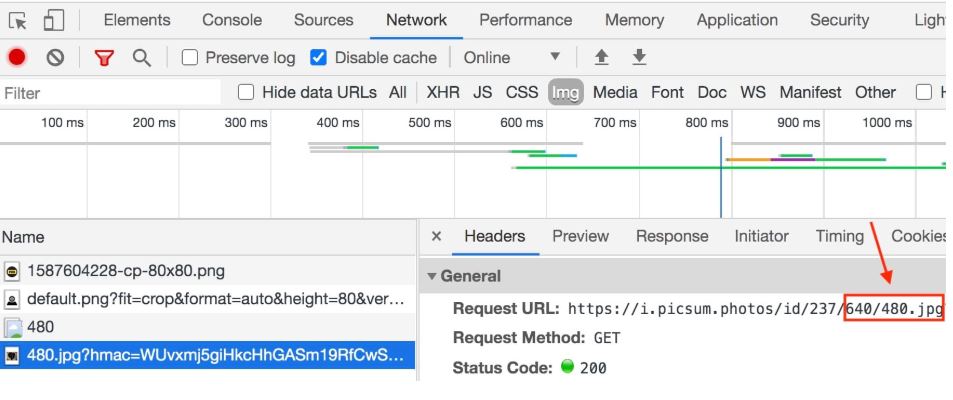 Elements Console Sources Network Performance Memory Application Security Ligh
Preserve log Disable cache Online
Filter Hide data URLs All XHR JS CSS Img Media Font Doc WS Manifest Other H
100 ms 200 ms 300 ms 400 ms 500 ms 600 ms 700 ms 800 ms 900 ms 1000 ms
Name × Headers Preview Response Initiator Timing Cookies
1587604228-cp-80x80.png
General
default.png?fit=crop&format=auto&height=80&ver…
Request URL: https://i.picsum.photos/id/237/640/480.jpg
480
Request Method: GET
480.jpg?hmac=WUvxmj5giHkcHhGASm19RfCwS…
Status Code: 200